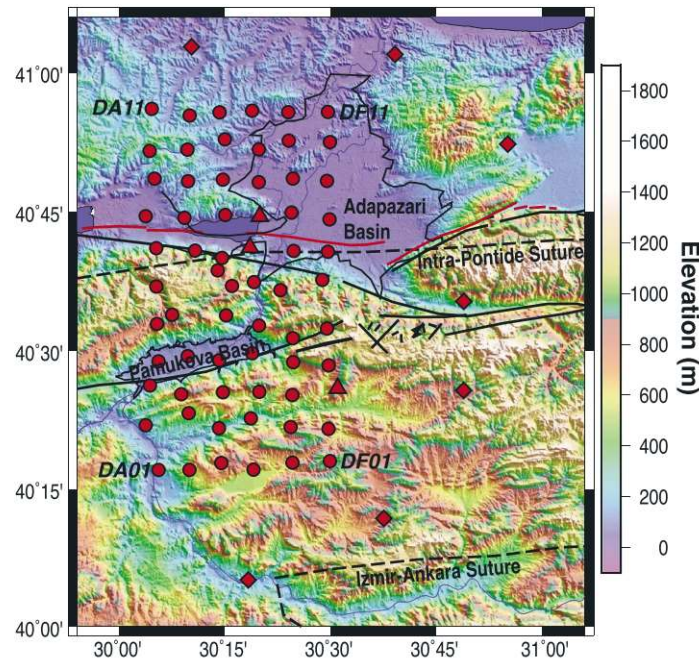 41°00'
40°45'
40°30'
40°15'
40°00'
30°00'
30°15'
30°30'
30°45'
31°00'
DA11
DF11
Adapazari
Basin
Intra-Pontide Suture
Pamukova Basin
DA01
DF01
Izmir-Ankara Suture
1800
1600
1400
1200
1000
800
600
400
200
0
Elevation (m)